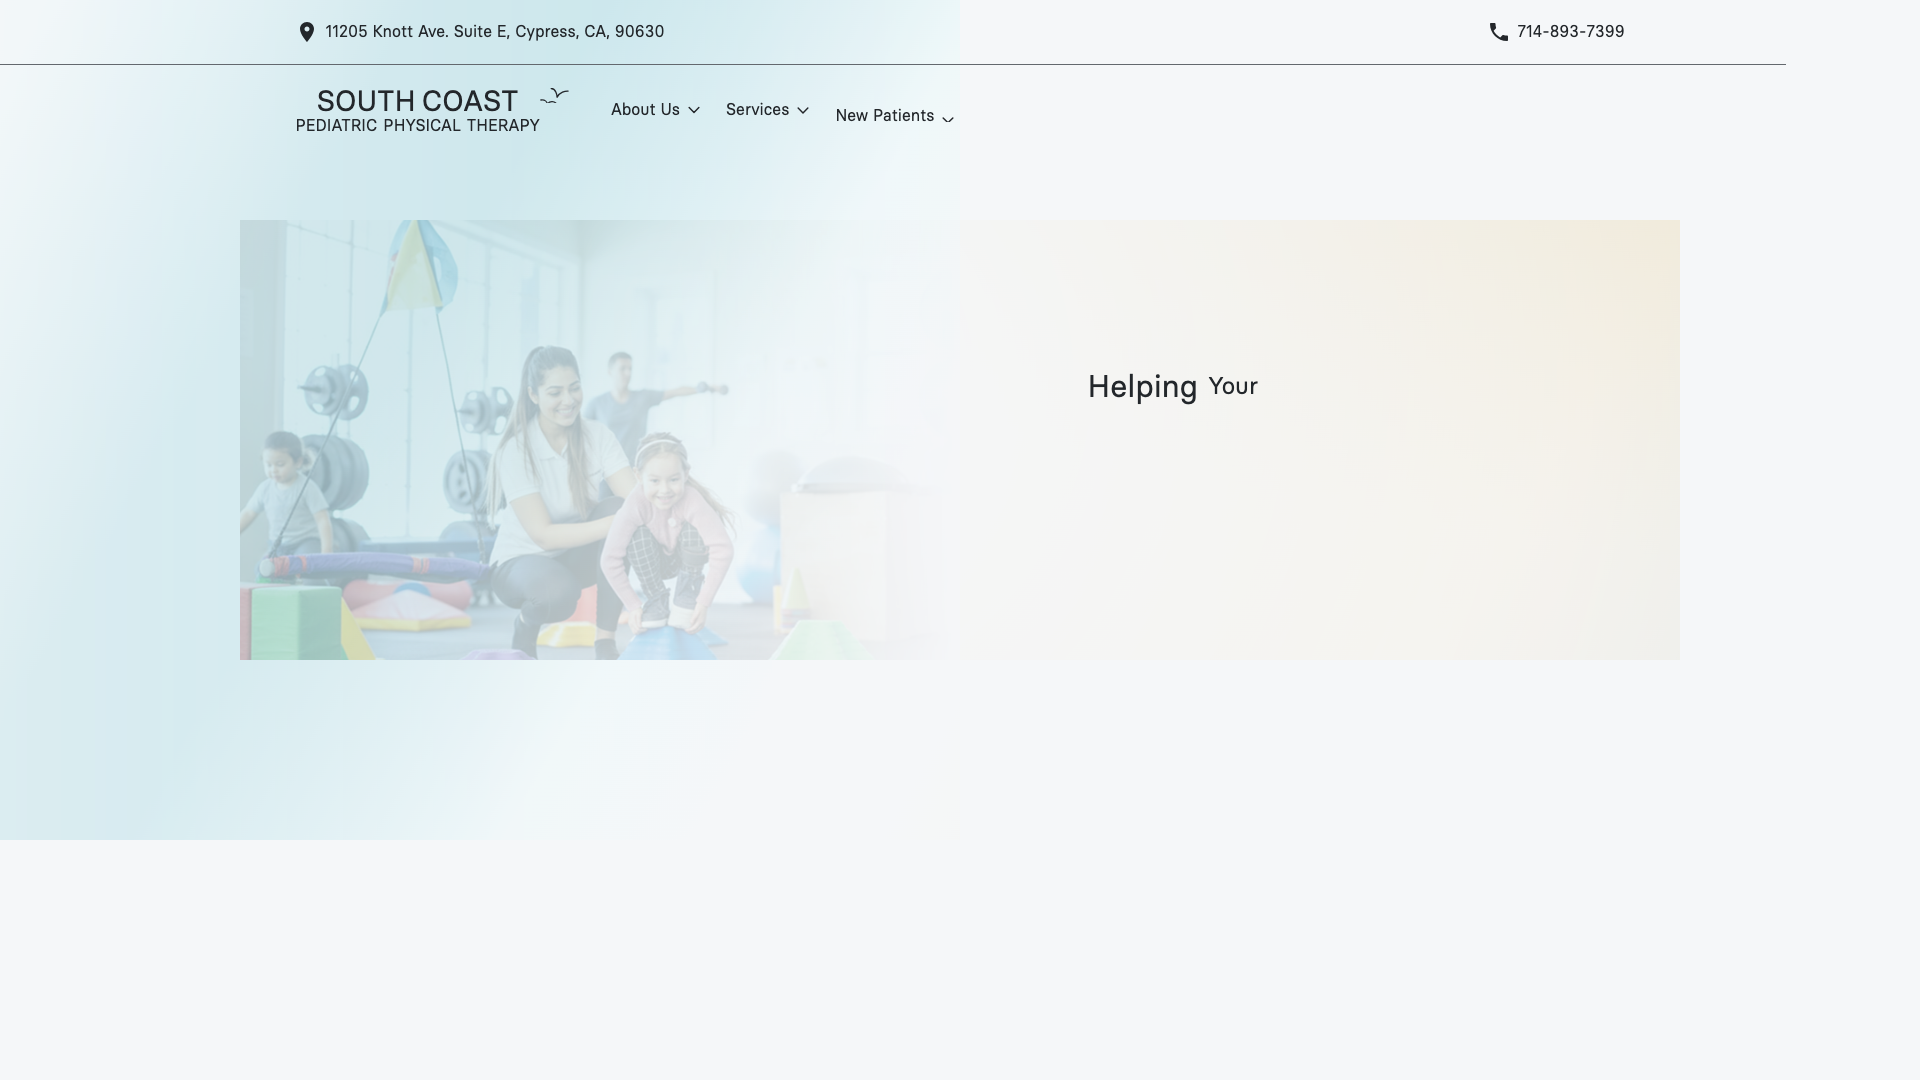 11205 Knott Ave. Suite E, Cypress, CA, 90630
714-893-7399
SOUTH COAST
PEDIATRIC PHYSICAL THERAPY
About Us
Services
New Patients
Helping Your